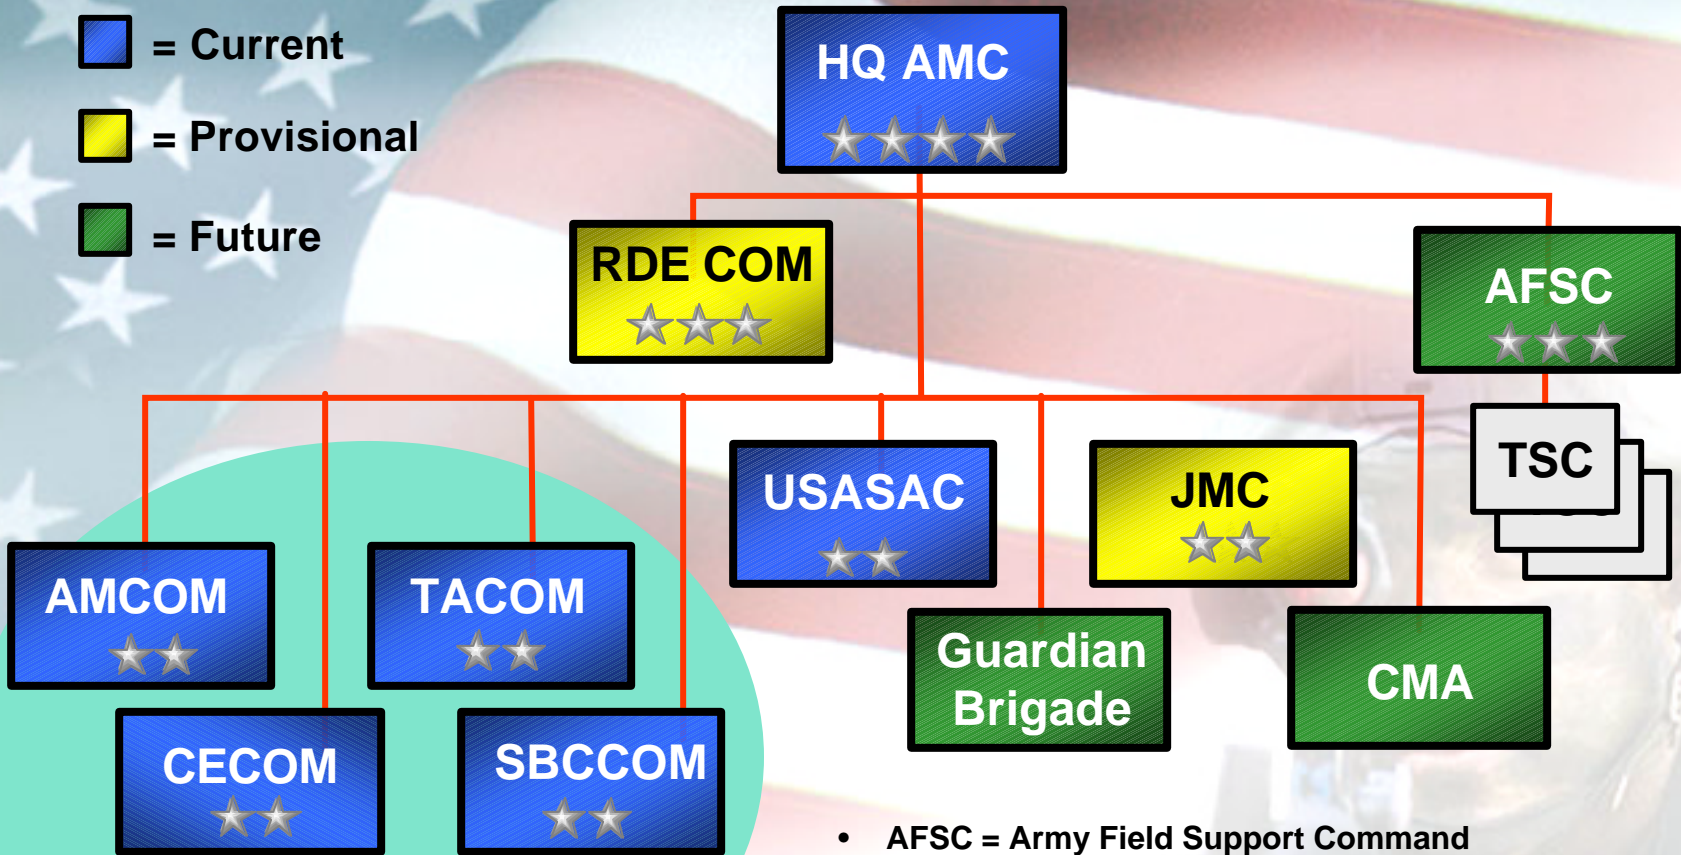 = Current
= Provisional
= Future
HQ AMC
RDE COM
AFSC
TSC
USASAC
JMC
AMCOM
TACOM
Guardian
Brigade
CMA
CECOM
SBCCOM
• AFSC = Army Field Support Command